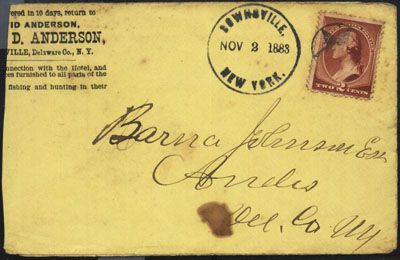 ered in 10 days, return to
ID ANDERSON,
D. ANDERSON,
VILLE, Delaware Co., N. Y.
onnection with the Hotel, and
es furnished to all parts of the
fishing and hunting in their
DOWNSVILLE,
NOV 2 1883
NEW YORK.
TWO 2 CENTS
Barna Johnson Esq
Andes
Del. Co NY